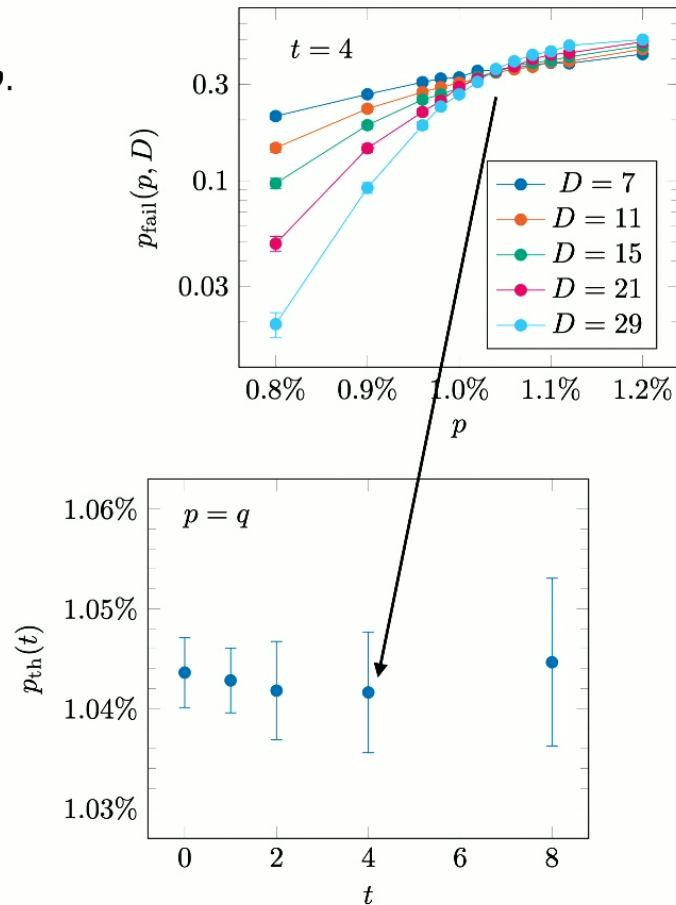 t = 4
0.3
0.1
0.03
p_fail(p, D)
D = 7
D = 11
D = 15
D = 21
D = 29
0.8% 0.9% 1.0% 1.1% 1.2%
p
p = q
1.06%
1.05%
1.04%
1.03%
p_th(t)
0 2 4 6 8
t